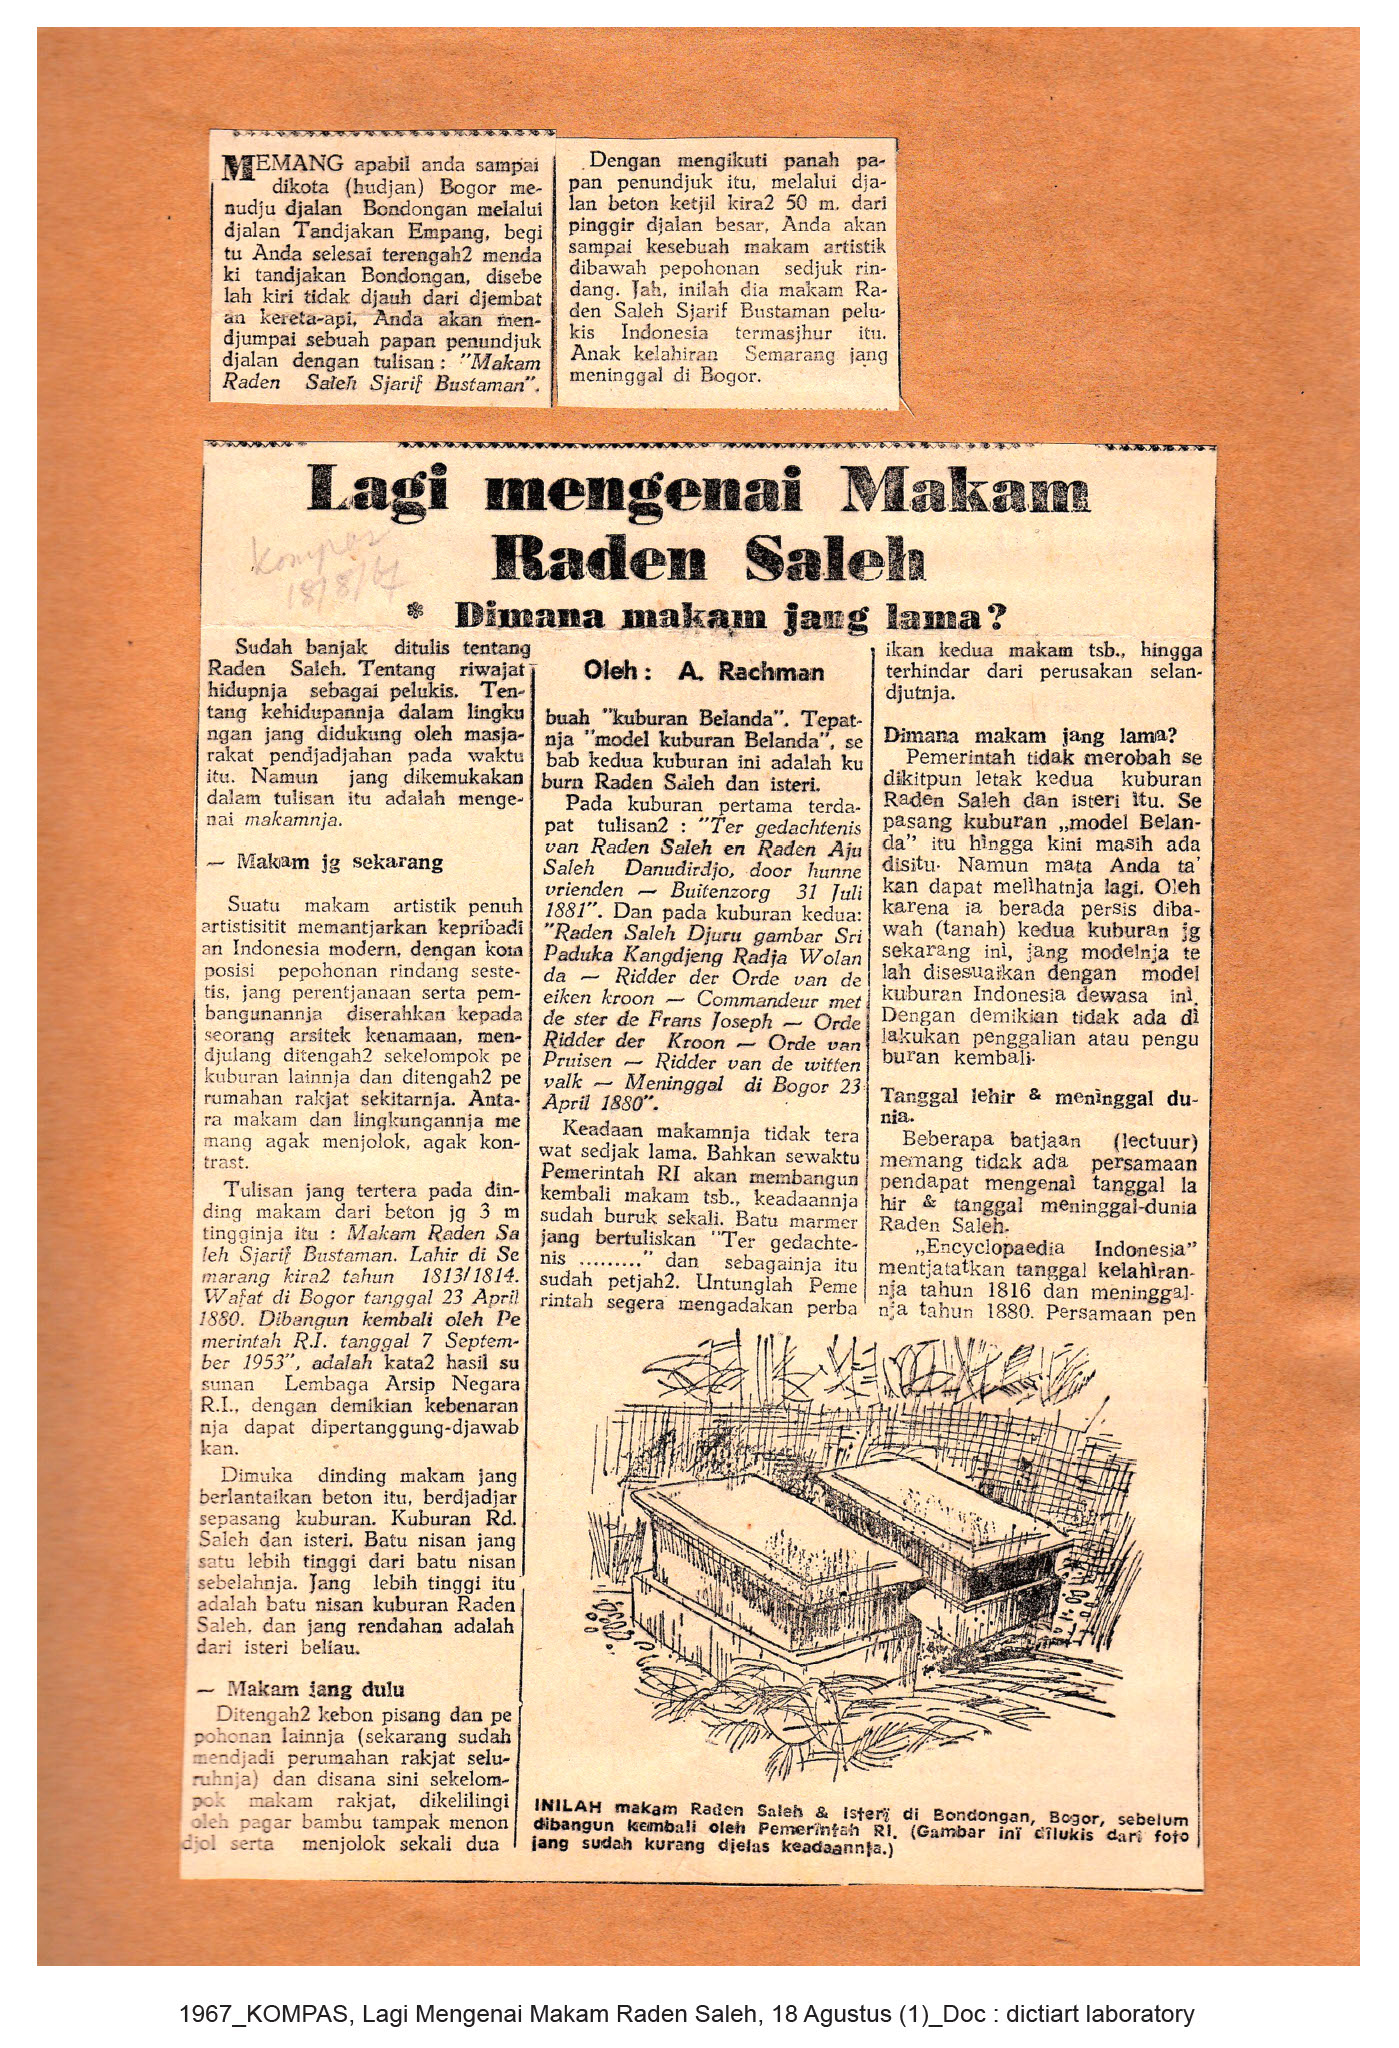 MEMANG apabil anda sampai
dikota (hudjan) Bogor me-
nudju djalan Bondongan melalui
djalan Tandjakan Empang, begi
tu Anda selesai terengah2 menda
ki tandjakan Bondongan, disebe
lah kiri tidak djauh dari djembat
an kereta-api, Anda akan men-
djumpai sebuah papan penundjuk
djalan dengan tulisan : "Makam
Raden Saleh Sjarif Bustaman".
Dengan mengikuti panah pa-
pan penundjuk itu, melalui dja-
lan beton ketjil kira2 50 m. dari
pinggir djalan besar, Anda akan
sampai kesebuah makam artistik
dibawah pepohonan sedjuk rin-
dang. Jah, inilah dia makam Ra-
den Saleh Sjarif Bustaman pelu-
kis Indonesia termasjhur itu.
Anak kelahiran Semarang jang
meninggal di Bogor.
Lagi mengenai Makam
Raden Saleh
Kompas
18/8/67
* Dimana makam jang lama?
Sudah banjak ditulis tentang
Raden Saleh. Tentang riwajat
hidupnja sebagai pelukis. Ten-
tang kehidupannja dalam lingku
ngan jang didukung oleh masja-
rakat pendjadjahan pada waktu
itu. Namun jang dikemukakan
dalam tulisan itu adalah menge-
nai makamnja.
— Makam jg sekarang
Suatu makam artistik penuh
artistisitit memantjarkan kepribadi
an Indonesia modern, dengan kom
posisi pepohonan rindang seste-
tis, jang perentjanaan serta pem-
bangunannja diserahkan kepada
seorang arsitek kenamaan, men-
djulang ditengah2 sekelompok pe
kuburan lainnja dan ditengah2 pe
rumahan rakjat sekitarnja. Anta-
ra makam dan lingkungannja me
mang agak menjolok, agak kon-
trast.
Tulisan jang tertera pada din-
ding makam dari beton jg 3 m
tingginja itu : Makam Raden Sa
leh Sjarif Bustaman. Lahir di Se
marang kira2 tahun 1813/1814.
Wafat di Bogor tanggal 23 April
1880. Dibangun kembali oleh Pe
merintah R.I. tanggal 7 Septem-
ber 1953", adalah kata2 hasil su
sunan Lembaga Arsip Negara
R.I., dengan demikian kebenaran
nja dapat dipertanggung-djawab
kan.
Dimuka dinding makam jang
berlantaikan beton itu, berdjadjar
sepasang kuburan. Kuburan Rd.
Saleh dan isteri. Batu nisan jang
satu lebih tinggi dari batu nisan
sebelahnja. Jang lebih tinggi itu
adalah batu nisan kuburan Raden
Saleh, dan jang rendahan adalah
dari isteri beliau.
— Makam jang dulu
Ditengah2 kebon pisang dan pe
pohonan lainnja (sekarang sudah
mendjadi perumahan rakjat selu-
ruhnja) dan disana sini sekelom-
pok makam rakjat, dikelilingi
oleh pagar bambu tampak menon
djol serta menjolok sekali dua
Oleh : A. Rachman
buah "kuburan Belanda". Tepat-
nja "model kuburan Belanda", se
bab kedua kuburan ini adalah ku
burn Raden Saleh dan isteri.
Pada kuburan pertama terda-
pat tulisan2 : "Ter gedachtenis
van Raden Saleh en Raden Aju
Saleh Danudirdjo, door hunne
vrienden — Buitenzorg 31 Juli
1881". Dan pada kuburan kedua:
"Raden Saleh Djuru gambar Sri
Paduka Kangdjeng Radja Wolan
da — Ridder der Orde van de
eiken kroon — Commandeur met
de ster de Frans Joseph — Orde
Ridder der Kroon — Orde van
Pruisen — Ridder van de witten
valk — Meninggal di Bogor 23
April 1880".
Keadaan makamnja tidak tera
wat sedjak lama. Bahkan sewaktu
Pemerintah RI akan membangun
kembali makam tsb., keadaannja
sudah buruk sekali. Batu marmer
jang bertuliskan "Ter gedachte-
nis ........." dan sebagainja itu
sudah petjah2. Untunglah Peme
rintah segera mengadakan perba
ikan kedua makam tsb., hingga
terhindar dari perusakan selan-
djutnja.
Dimana makam jang lama?
Pemerintah tidak merobah se
dikitpun letak kedua kuburan
Raden Saleh dan isteri itu. Se
pasang kuburan „model Belan-
da" itu hingga kini masih ada
disitu. Namun mata Anda ta'
kan dapat melihatnja lagi. Oleh
karena ia berada persis diba-
wah (tanah) kedua kuburan jg
sekarang ini, jang modelnja te
lah disesuaikan dengan model
kuburan Indonesia dewasa ini.
Dengan demikian tidak ada di
lakukan penggalian atau pengu
buran kembali.
Tanggal lehir & meninggal du-
nia.
Beberapa batjaan (lectuur)
memang tidak ada persamaan
pendapat mengenai tanggal la
hir & tanggal meninggal-dunia
Raden Saleh.
„Encyclopaedia Indonesia"
mentjatatkan tanggal kelahiran-
nja tahun 1816 dan meninggal-
nja tahun 1880. Persamaan pen
INILAH makam Raden Saleh & isteri di Bondongan, Bogor, sebelum
dibangun kembali oleh Pemerintah RI. (Gambar ini dilukis dari foto
jang sudah kurang djelas keadaannja.)
1967_KOMPAS, Lagi Mengenai Makam Raden Saleh, 18 Agustus (1)_Doc : dictiart laboratory